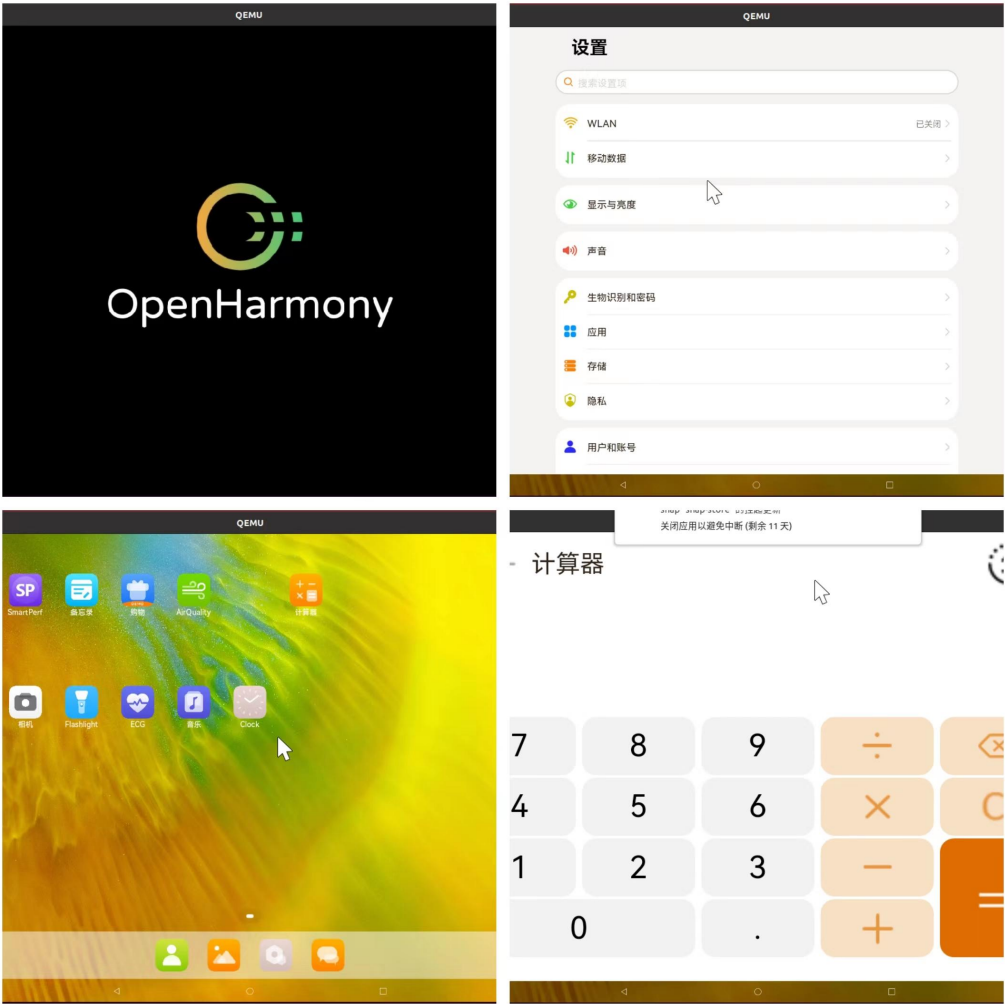 QEMU
OpenHarmony
QEMU
设置
搜索设置项
WLAN
已关闭
移动数据
显示与亮度
声音
生物识别和密码
应用
存储
隐私
用户和账号
QEMU
SP
SmartPerf
备忘录
购物
AirQuality
计算器
相机
Flashlight
ECG
音乐
Clock
关闭应用以避免中断 (剩余 11 天)
计算器
7 8 9 ÷
4 5 6 × C
1 2 3 − =
0 . +